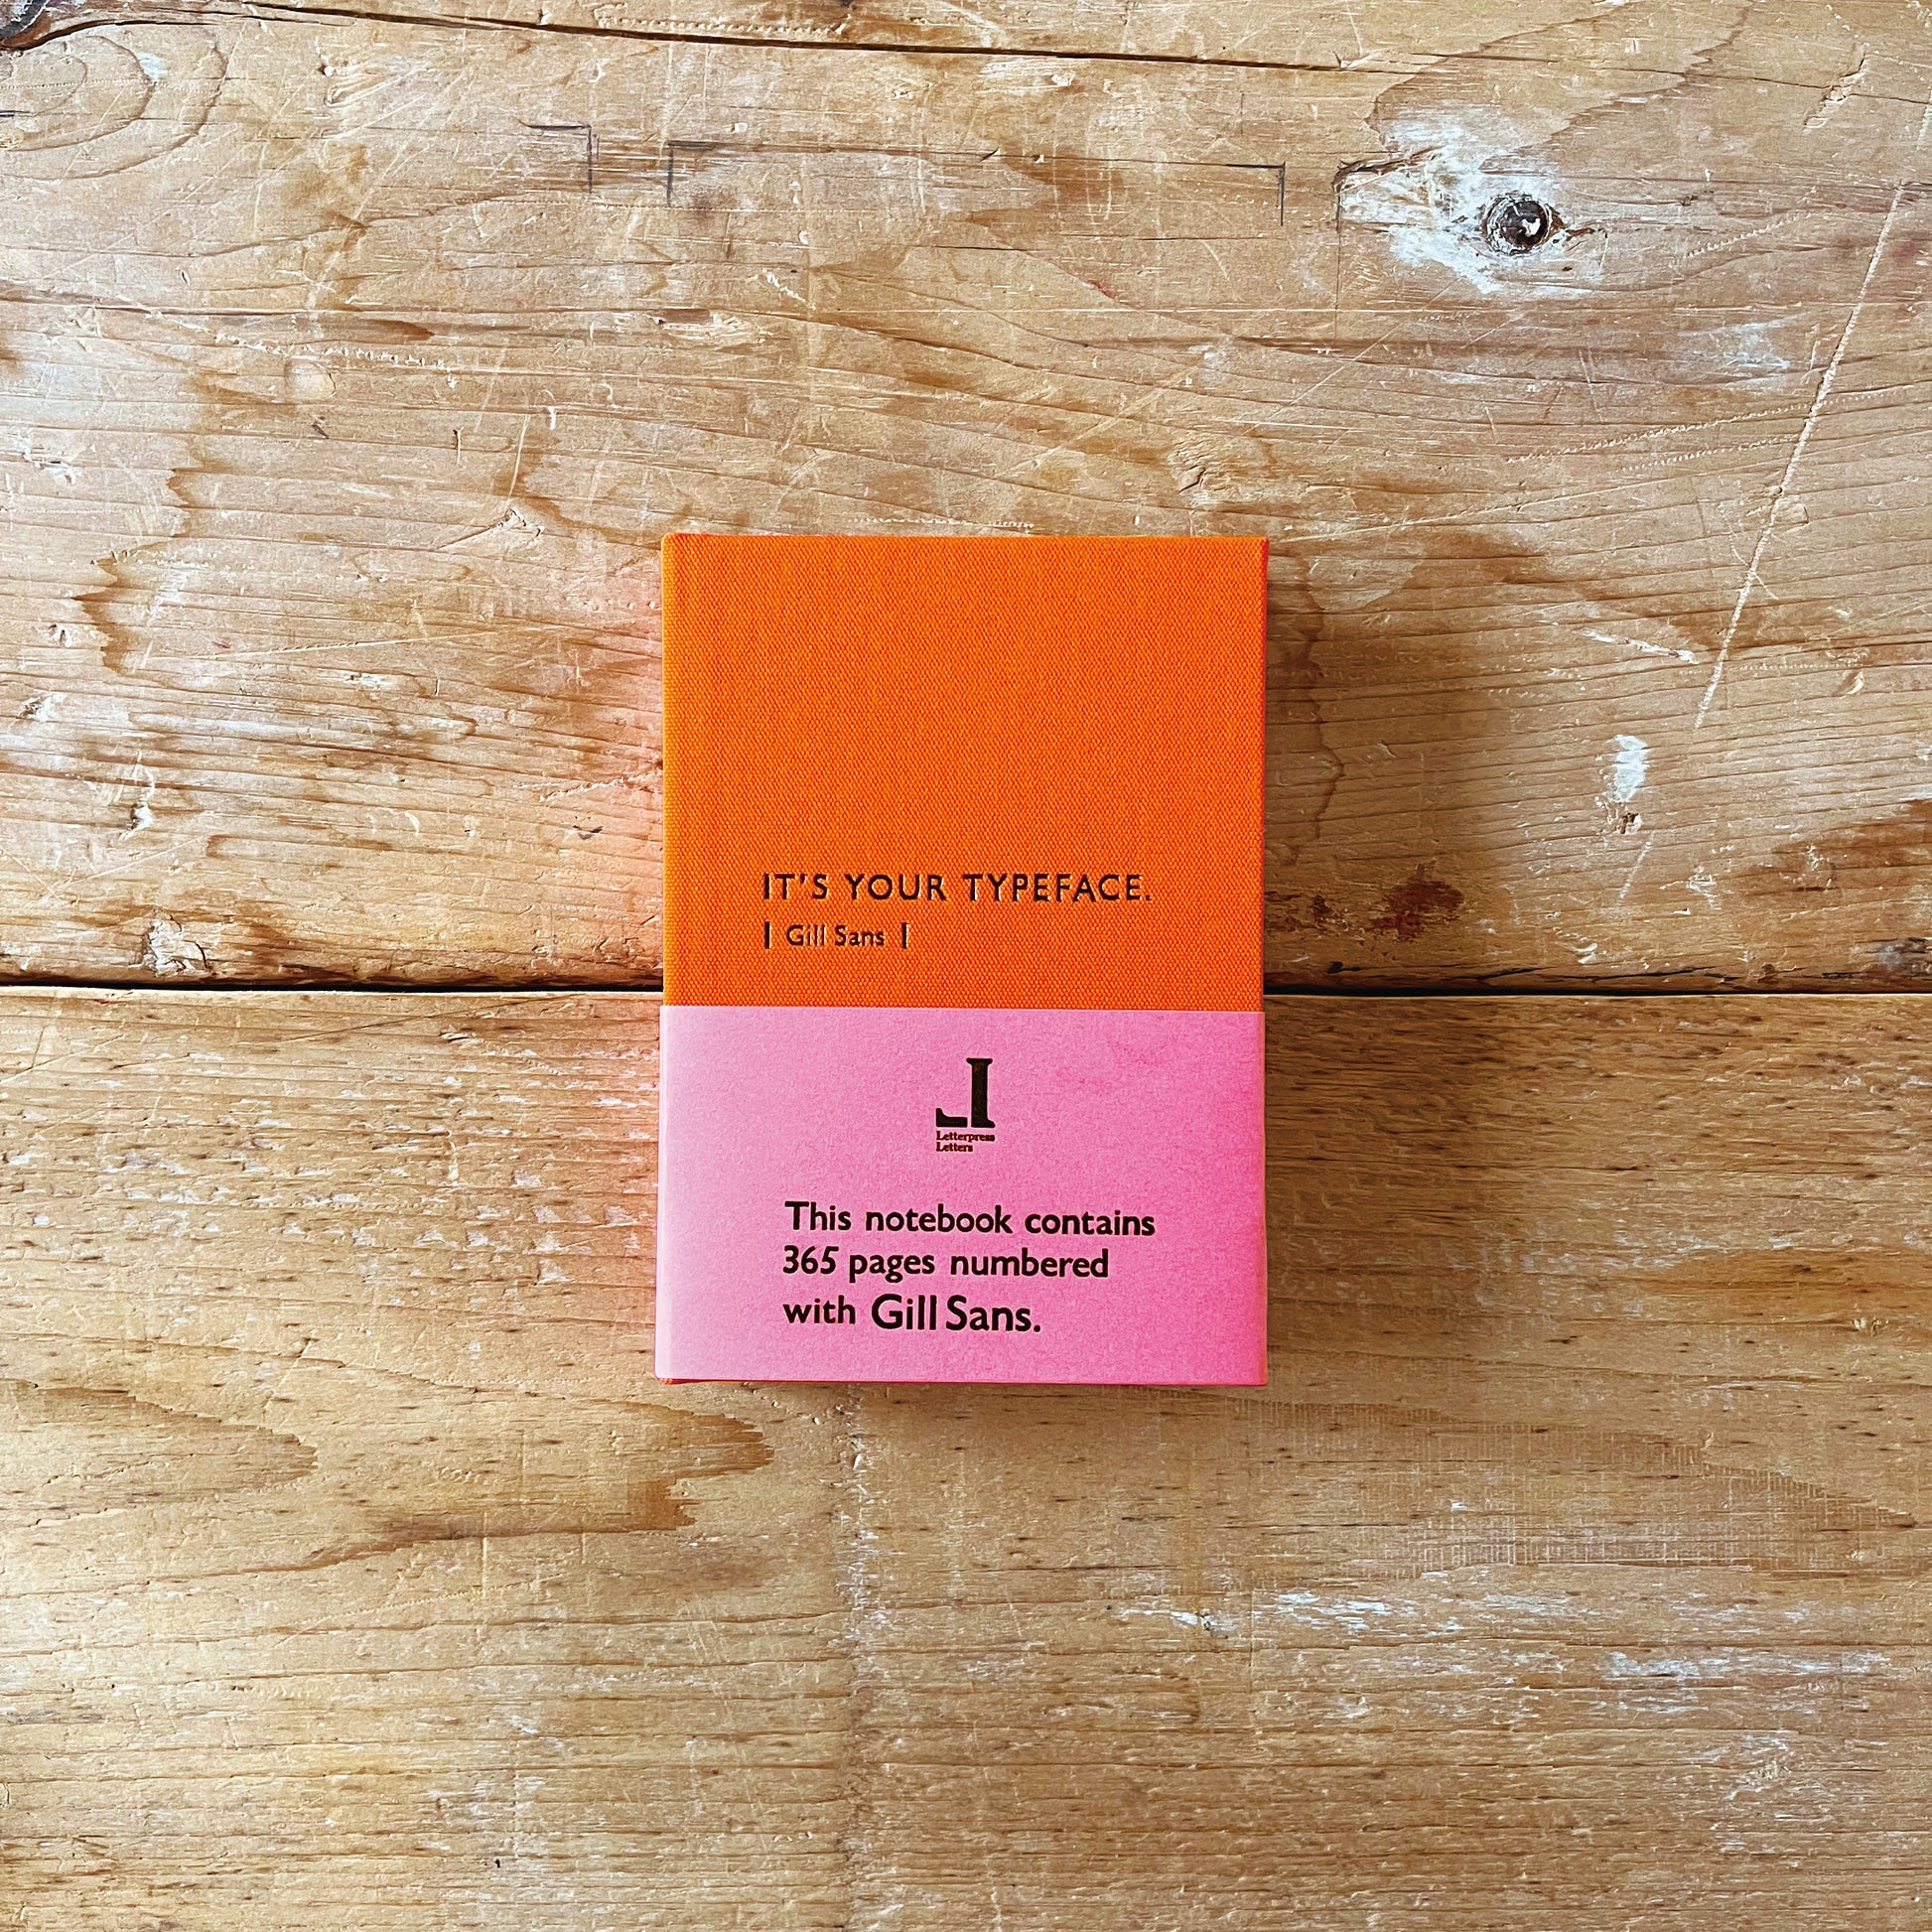 IT'S YOUR TYPEFACE.
| Gill Sans |
Letterpress
Letters
This notebook contains
365 pages numbered
with Gill Sans.